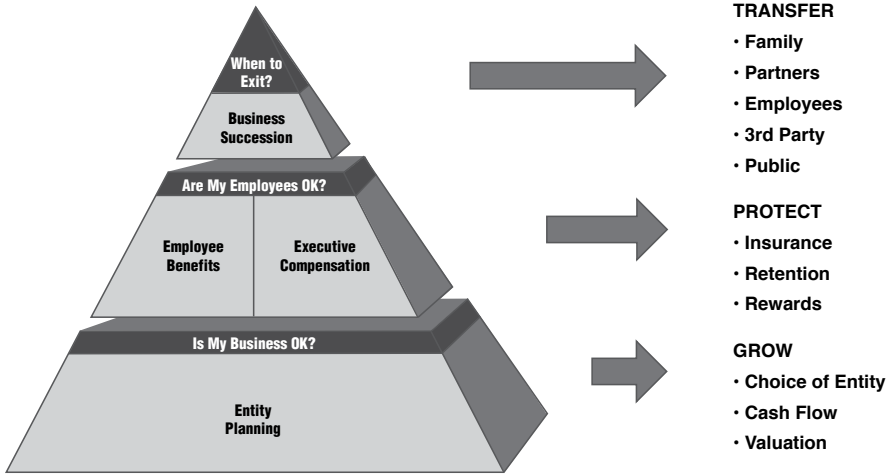 When to
Exit?
Business
Succession
Are My Employees OK?
Employee
Benefits
Executive
Compensation
Is My Business OK?
Entity
Planning
TRANSFER
· Family
· Partners
· Employees
· 3rd Party
· Public
PROTECT
· Insurance
· Retention
· Rewards
GROW
· Choice of Entity
· Cash Flow
· Valuation